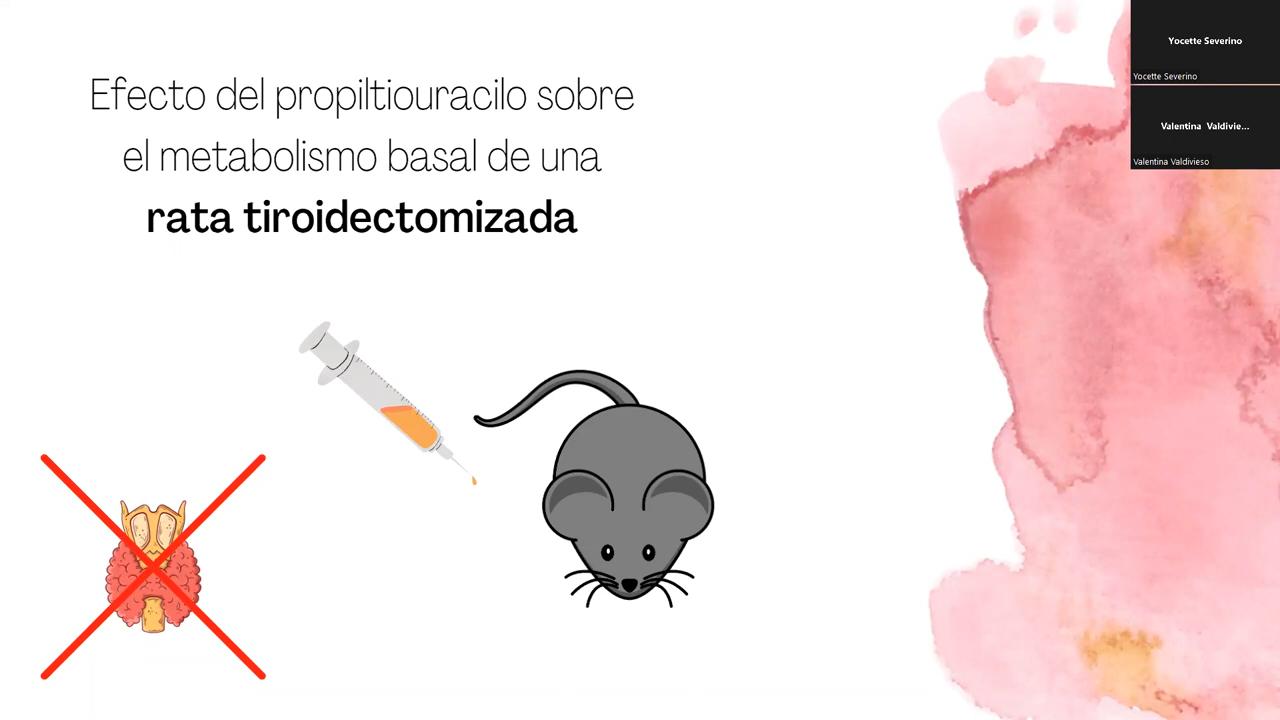 Efecto del propiltiouracilo sobre
el metabolismo basal de una
rata tiroidectomizada
Yocette Severino
Yocette Severino
Valentina Valdivie...
Valentina Valdivieso